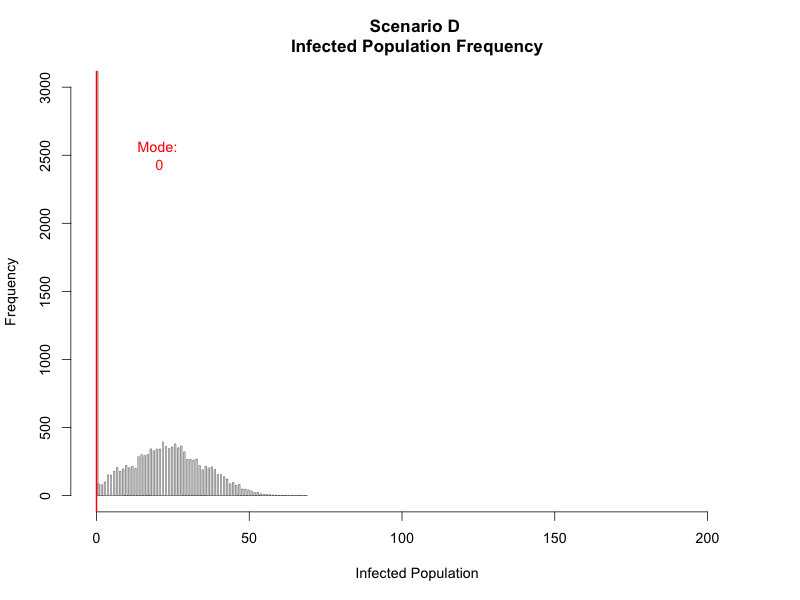 Scenario D
Infected Population Frequency
3000
2500
2000
1500
1000
500
0
Frequency
Mode:
0
0
50
100
150
200
Infected Population